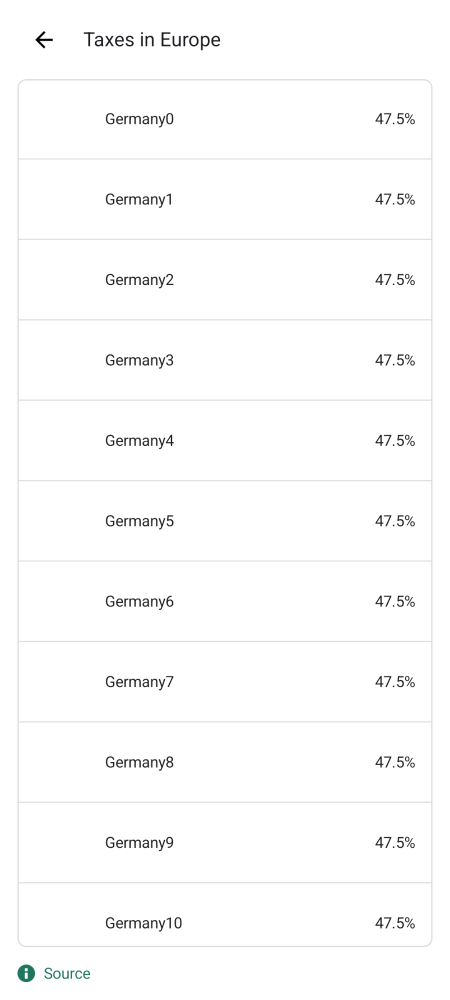 Taxes in Europe
Germany0 47.5%
Germany1 47.5%
Germany2 47.5%
Germany3 47.5%
Germany4 47.5%
Germany5 47.5%
Germany6 47.5%
Germany7 47.5%
Germany8 47.5%
Germany9 47.5%
Germany10 47.5%
Source